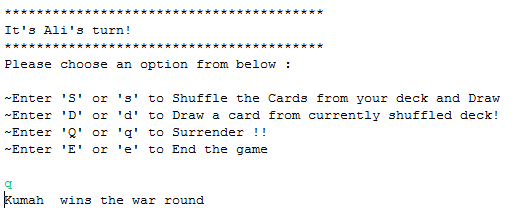 ****************************************
It's Ali's turn!
****************************************
Please choose an option from below :
~Enter 'S' or 's' to Shuffle the Cards from your deck and Draw
~Enter 'D' or 'd' to Draw a card from currently shuffled deck!
~Enter 'Q' or 'q' to Surrender !!
~Enter 'E' or 'e' to End the game
q
Kumah  wins the war round